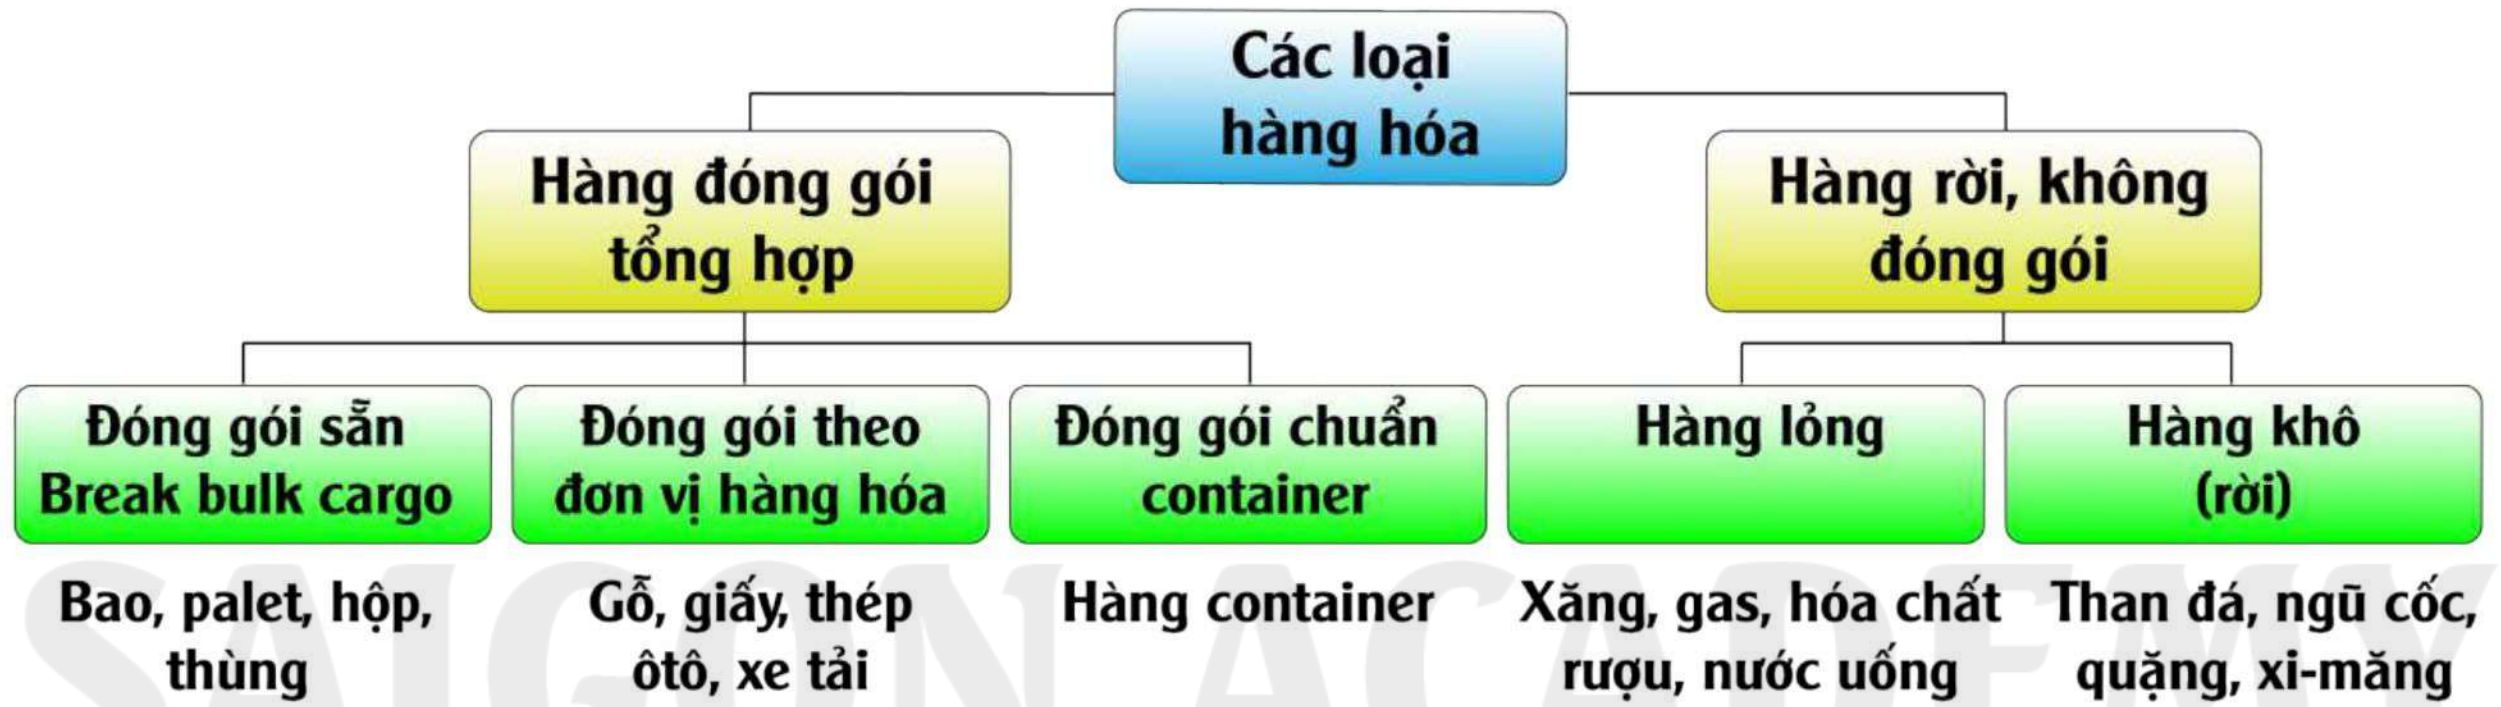 Các loại
hàng hóa
Hàng đóng gói
tổng hợp
Hàng rời, không
đóng gói
Đóng gói sẵn
Break bulk cargo
Đóng gói theo
đơn vị hàng hóa
Đóng gói chuẩn
container
Hàng lỏng
Hàng khô
(rời)
Bao, palet, hộp,
thùng
Gỗ, giấy, thép
ôtô, xe tải
Hàng container
Xăng, gas, hóa chất
rượu, nước uống
Than đá, ngũ cốc,
quặng, xi-măng
SAIGON ACADEMY